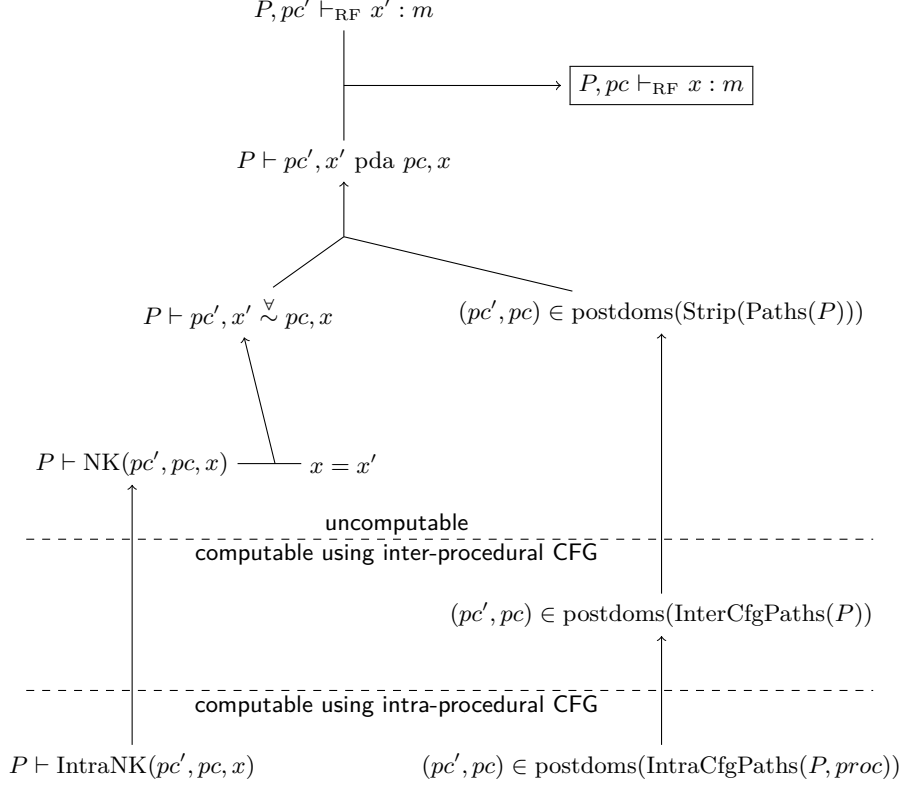 P, pc′ ⊢RF x′ : m
P, pc ⊢RF x : m
P ⊢ pc′, x′ pda pc, x
P ⊢ pc′, x′ ∀∼ pc, x
(pc′, pc) ∈ postdoms(Strip(Paths(P)))
P ⊢ NK(pc′, pc, x)
x = x′
uncomputable
computable using inter-procedural CFG
(pc′, pc) ∈ postdoms(InterCfgPaths(P))
computable using intra-procedural CFG
P ⊢ IntraNK(pc′, pc, x)
(pc′, pc) ∈ postdoms(IntraCfgPaths(P, proc))